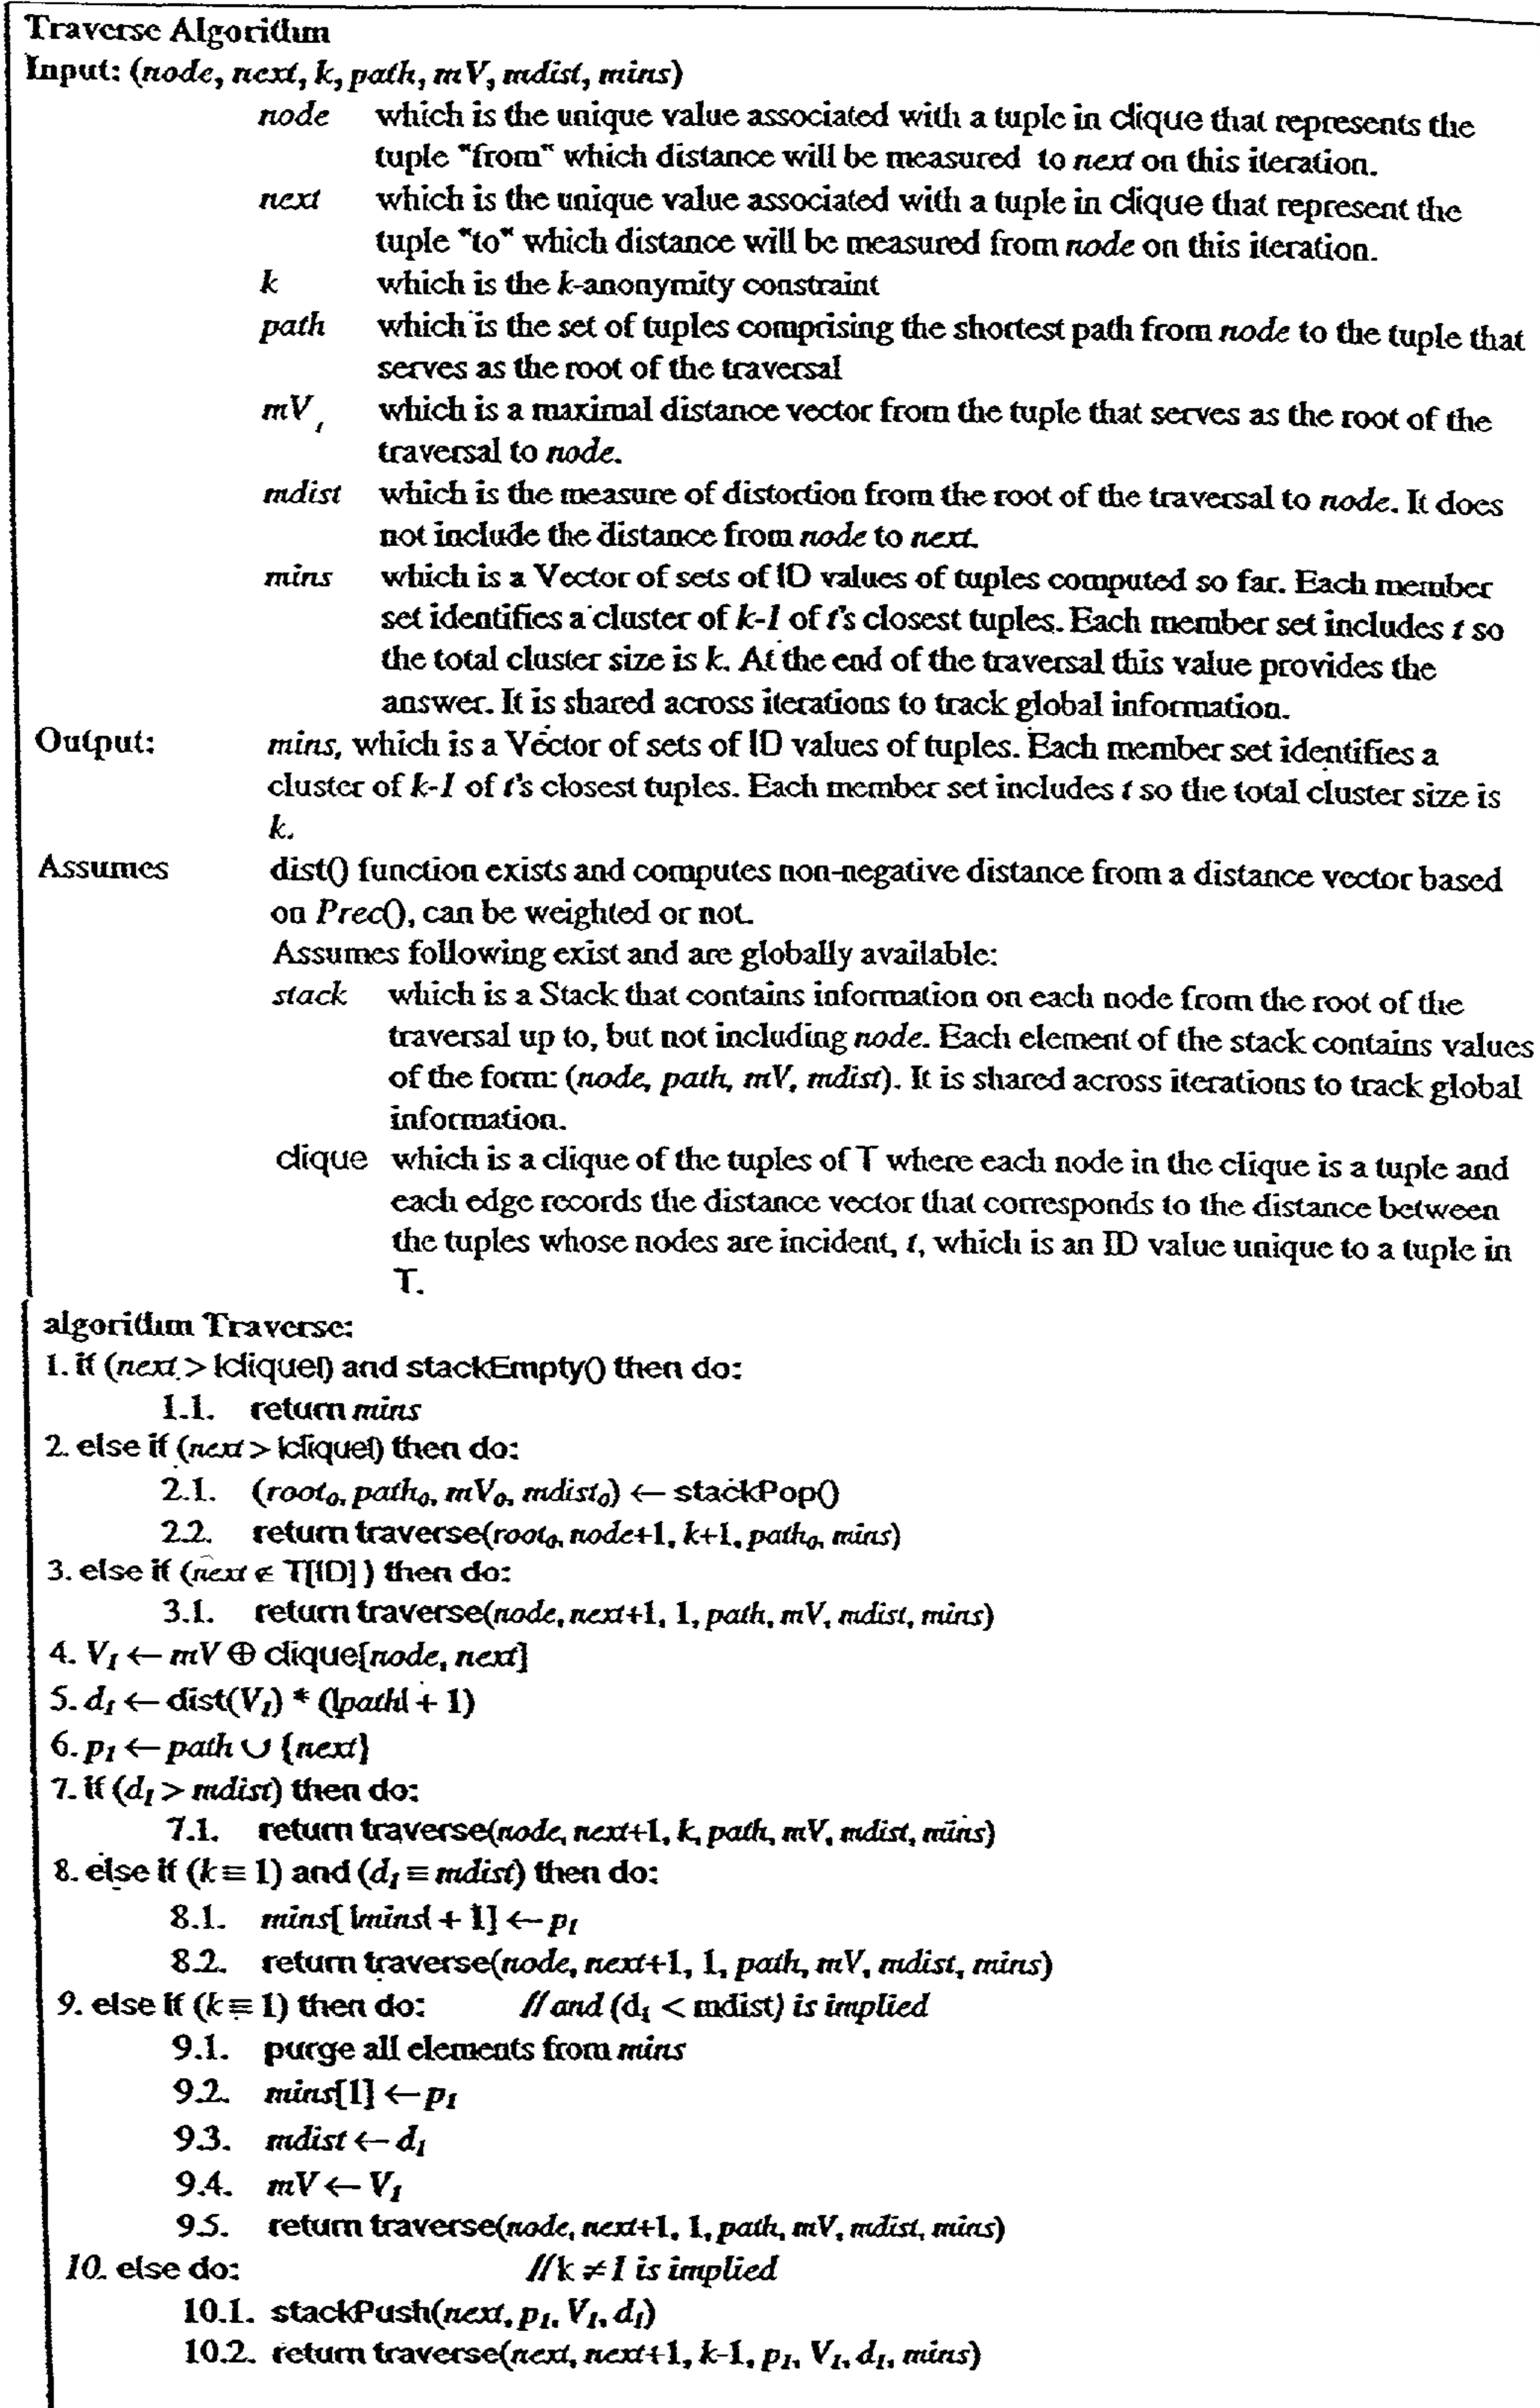 Traverse Algorithm
Input: (node, next, k, path, mV, mdist, mins)
node which is the unique value associated with a tuple in clique that represents the
tuple "from" which distance will be measured to next on this iteration.
next which is the unique value associated with a tuple in clique that represent the
tuple "to" which distance will be measured from node on this iteration.
k which is the k-anonymity constraint
path which is the set of tuples comprising the shortest path from node to the tuple that
serves as the root of the traversal
mV which is a maximal distance vector from the tuple that serves as the root of the
traversal to node.
mdist which is the measure of distortion from the root of the traversal to node. It does
not include the distance from node to next.
mins which is a Vector of sets of ID values of tuples computed so far. Each member
set identifies a cluster of k-1 of t's closest tuples. Each member set includes t so
the total cluster size is k. At the end of the traversal this value provides the
answer. It is shared across iterations to track global information.
Output: mins, which is a Vector of sets of ID values of tuples. Each member set identifies a
cluster of k-1 of t's closest tuples. Each member set includes t so the total cluster size is
k.
Assumes dist() function exists and computes non-negative distance from a distance vector based
on Prec(), can be weighted or not.
Assumes following exist and are globally available:
stack which is a Stack that contains information on each node from the root of the
traversal up to, but not including node. Each element of the stack contains values
of the form: (node, path, mV, mdist). It is shared across iterations to track global
information.
clique which is a clique of the tuples of T where each node in the clique is a tuple and
each edge records the distance vector that corresponds to the distance between
the tuples whose nodes are incident, t, which is an ID value unique to a tuple in
T.
algorithm Traverse:
1. if (next > |clique|) and stackEmpty() then do:
1.1. return mins
2. else if (next > |clique|) then do:
2.1. (root₀, path₀, mV₀, mdist₀) ← stackPop()
2.2. return traverse(root₀, node+1, k+1, path₀, mins)
3. else if (next ∉ T[ID] ) then do:
3.1. return traverse(node, next+1, 1, path, mV, mdist, mins)
4. V₁ ← mV ⊕ clique[node, next]
5. d₁ ← dist(V₁) * (|path| + 1)
6. p₁ ← path ∪ {next}
7. if (d₁ > mdist) then do:
7.1. return traverse(node, next+1, k, path, mV, mdist, mins)
8. else if (k ≡ 1) and (d₁ ≡ mdist) then do:
8.1. mins[ |mins| + 1] ← p₁
8.2. return traverse(node, next+1, 1, path, mV, mdist, mins)
9. else if (k ≡ 1) then do: // and (d₁ < mdist) is implied
9.1. purge all elements from mins
9.2. mins[1] ← p₁
9.3. mdist ← d₁
9.4. mV ← V₁
9.5. return traverse(node, next+1, 1, path, mV, mdist, mins)
10. else do: //k ≠ 1 is implied
10.1. stackPush(next, p₁, V₁, d₁)
10.2. return traverse(next, next+1, k-1, p₁, V₁, d₁, mins)